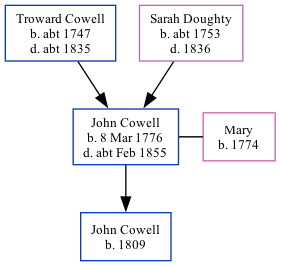 Troward Cowell
b. abt 1747
d. abt 1835
Sarah Doughty
b. abt 1753
d. 1836
John Cowell
b. 8 Mar 1776
d. abt Feb 1855
Mary
b. 1774
John Cowell
b. 1809